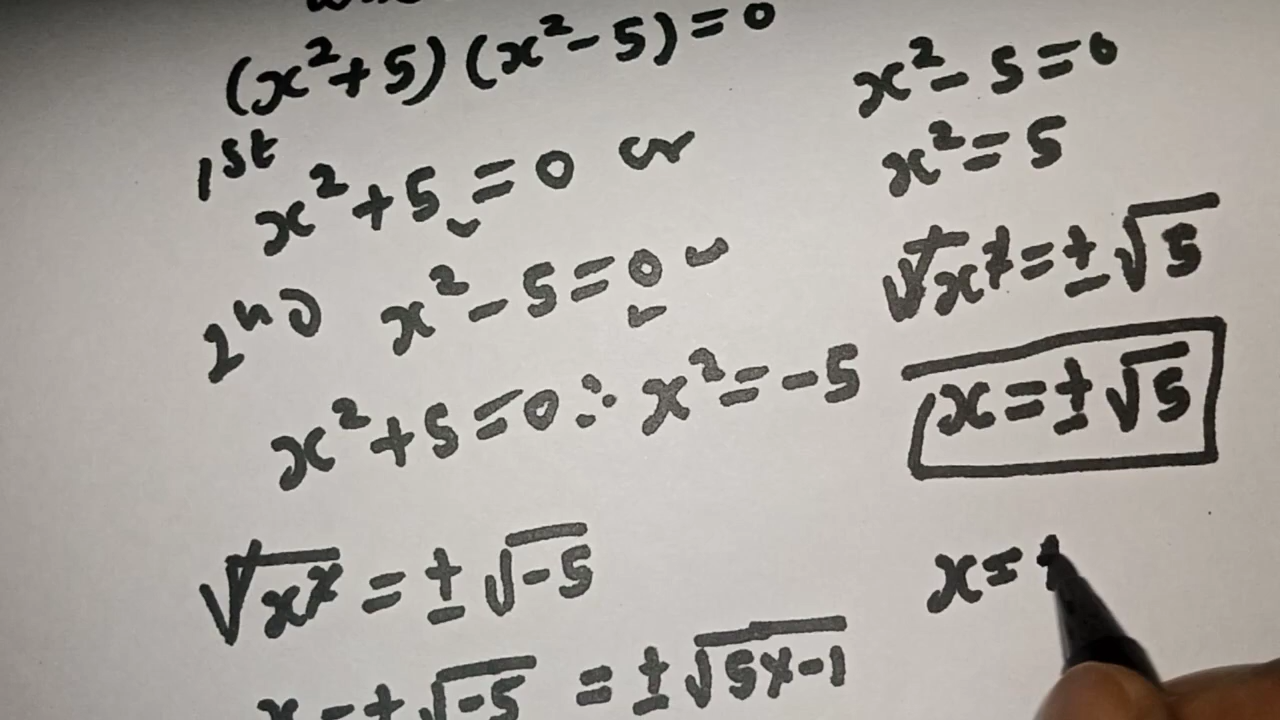 (x²+5)(x²-5)=0
1st
x²+5=0 or
2nd x²-5=0
x²+5=0∴x²=-5
√x²=±√-5
x=±√-5=±√5×-1
x²-5=0
x²=5
√x²=±√5
x=±√5
x=